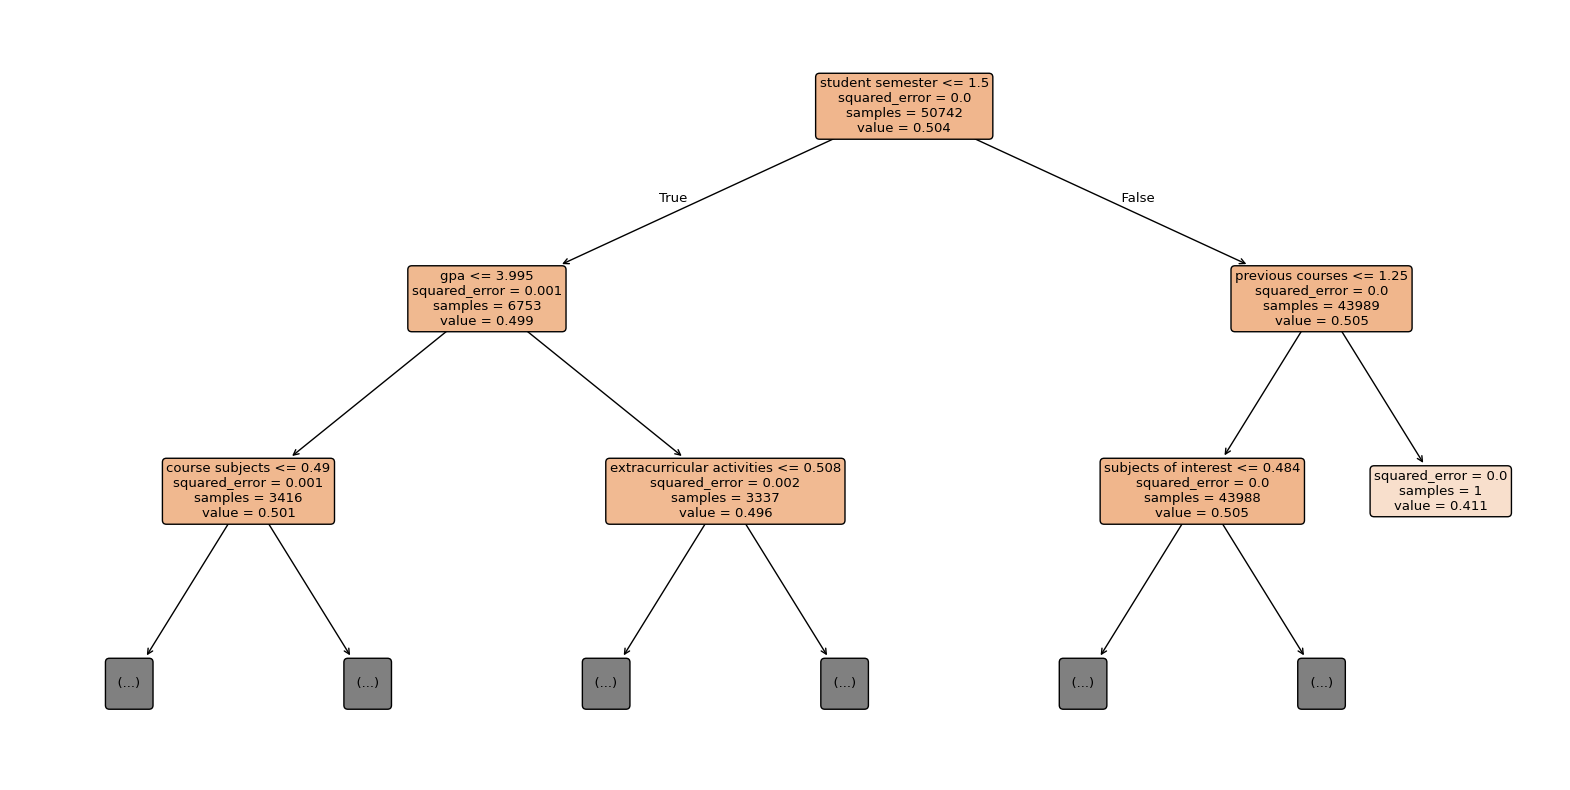 student semester <= 1.5
squared_error = 0.0
samples = 50742
value = 0.504
True
False
gpa <= 3.995
squared_error = 0.001
samples = 6753
value = 0.499
previous courses <= 1.25
squared_error = 0.0
samples = 43989
value = 0.505
course subjects <= 0.49
squared_error = 0.001
samples = 3416
value = 0.501
extracurricular activities <= 0.508
squared_error = 0.002
samples = 3337
value = 0.496
subjects of interest <= 0.484
squared_error = 0.0
samples = 43988
value = 0.505
squared_error = 0.0
samples = 1
value = 0.411
(...)
(...)
(...)
(...)
(...)
(...)